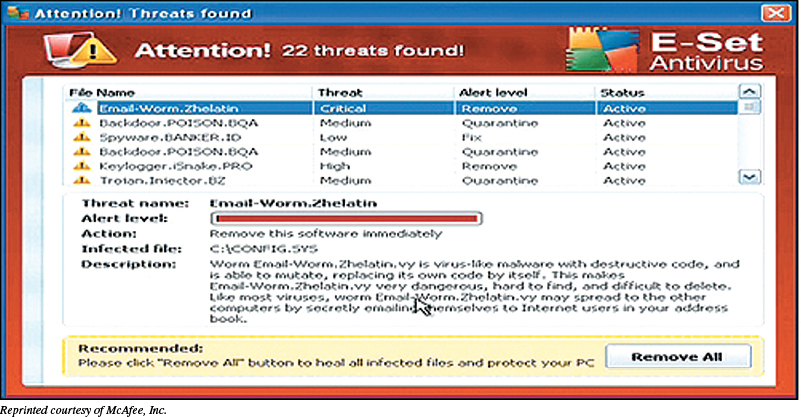 Attention! Threats found
Attention! 22 threats found!
E-Set
Antivirus
File Name Threat Alert level Status
Email-Worm.Zhelatin Critical Remove Active
Backdoor.POISON.BQA Medium Quarantine Active
Spyware.BANKER.ID Low Fix Active
Backdoor.POISON.BQA Medium Quarantine Active
Keylogger.iSnake.PRO High Remove Active
Trojan.Injector.BZ Medium Quarantine Active
Threat name: Email-Worm.Zhelatin
Alert level:
Action: Remove this software immediately
Infected file: C:\CONFIG.SYS
Description: Worm Email-Worm.Zhelatin.vy is virus-like malware with destructive code, and
is able to mutate, replacing its own code by itself. This makes
Email-Worm.Zhelatin.vy very dangerous, hard to find, and difficult to delete.
Like most viruses, worm Email-Worm.Zhelatin.vy may spread to the other
computers by secretly emailing themselves to Internet users in your address
book.
Recommended:
Please click "Remove All" button to heal all infected files and protect your PC
Remove All
Reprinted courtesy of McAfee, Inc.